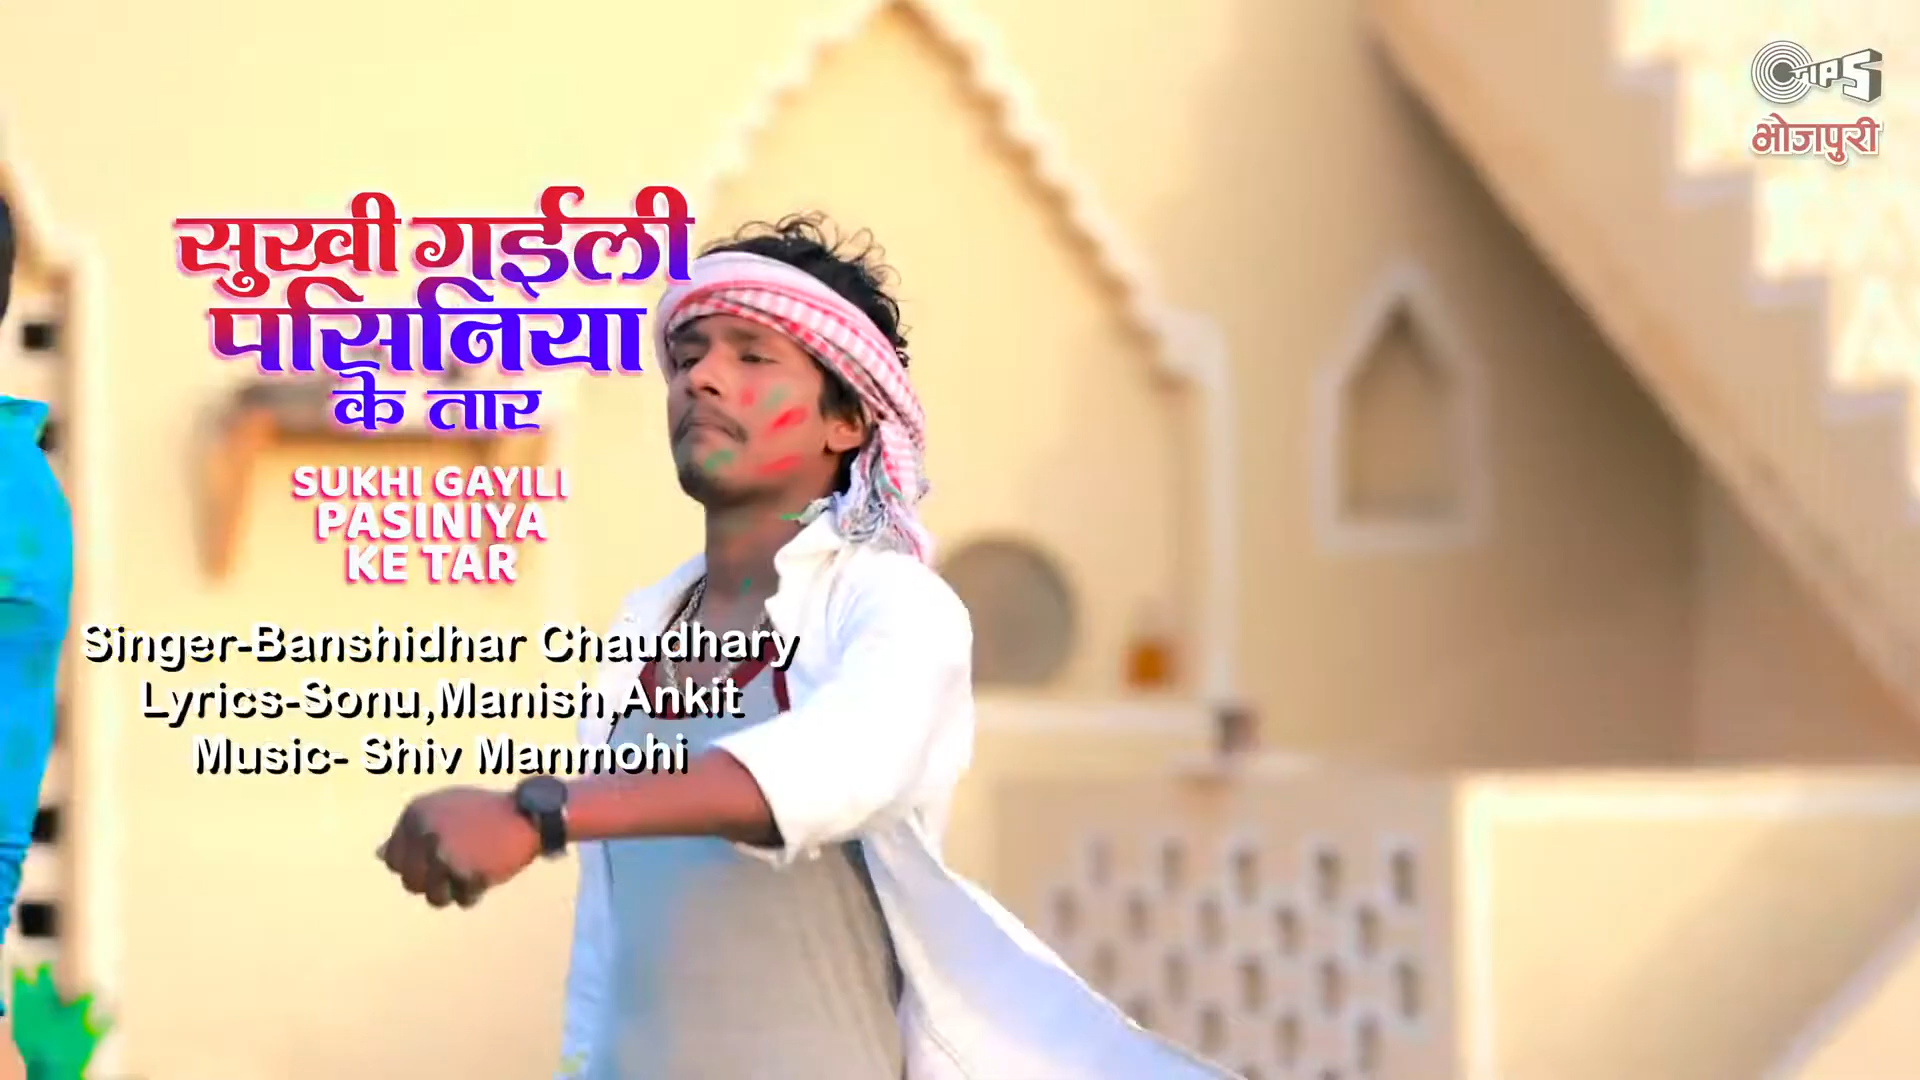 TIPS
भोजपुरी
सुखी गईली
पसिनिया
के तार
SUKHI GAYILI
PASINIYA
KE TAR
Singer-Banshidhar Chaudhary
Lyrics-Sonu,Manish,Ankit
Music- Shiv Manmohi